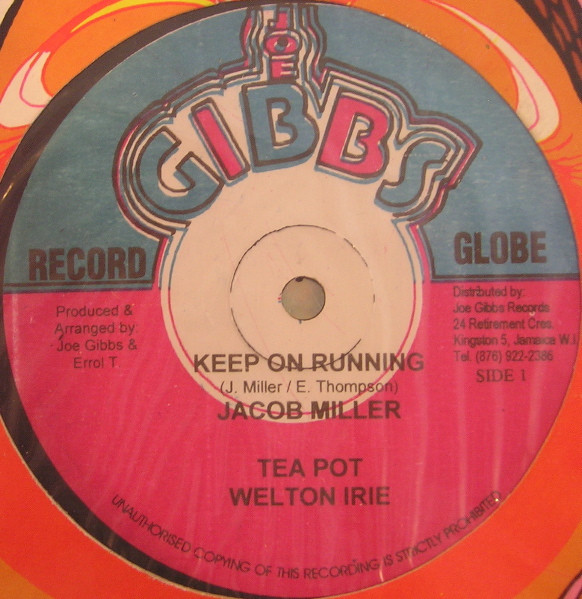 JOE
GIBBS
RECORD GLOBE
Produced &
Arranged by:
Joe Gibbs &
Errol T.
Distributed by:
Joe Gibbs Records
24 Retirement Cres.
Kingston 5, Jamaica W.I.
Tel. (876) 922-2386
SIDE 1
KEEP ON RUNNING
(J. Miller / E. Thompson)
JACOB MILLER
TEA POT
WELTON IRIE
UNAUTHORISED COPYING OF THIS RECORDING IS STRICTLY PROHIBITED